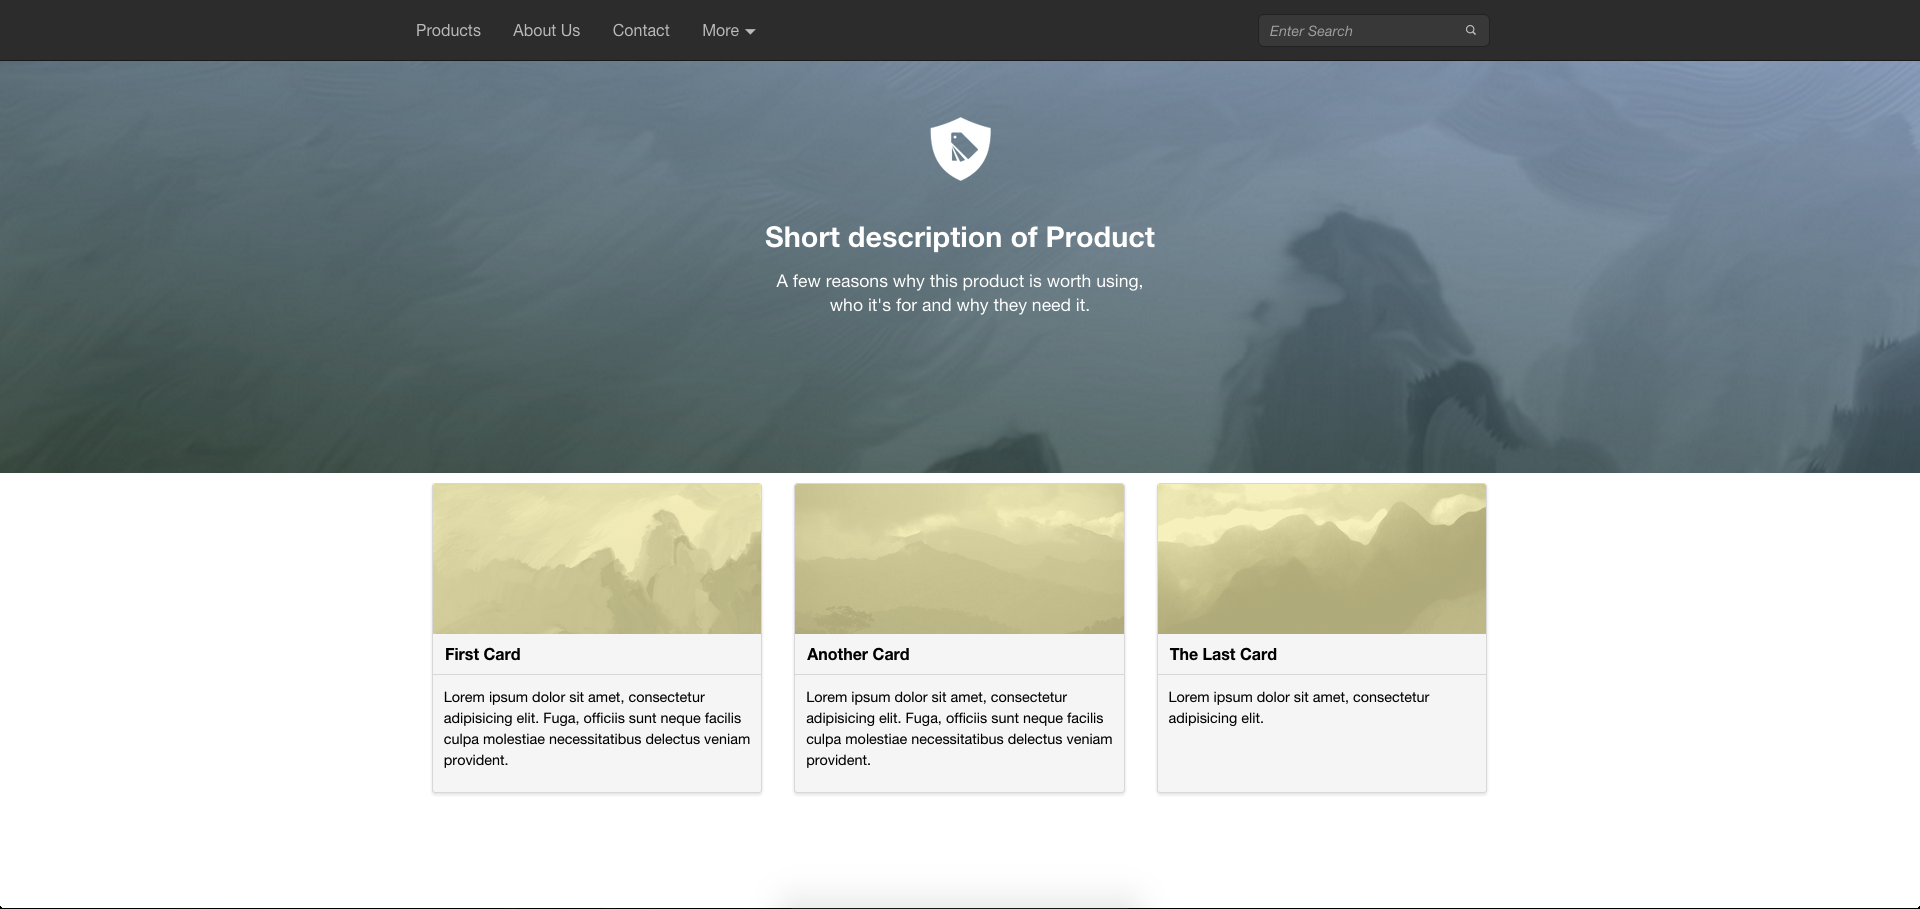 Products About Us Contact More Enter Search
Short description of Product
A few reasons why this product is worth using,
who it's for and why they need it.
First Card
Lorem ipsum dolor sit amet, consectetur
adipisicing elit. Fuga, officiis sunt neque facilis
culpa molestiae necessitatibus delectus veniam
provident.
Another Card
Lorem ipsum dolor sit amet, consectetur
adipisicing elit. Fuga, officiis sunt neque facilis
culpa molestiae necessitatibus delectus veniam
provident.
The Last Card
Lorem ipsum dolor sit amet, consectetur
adipisicing elit.